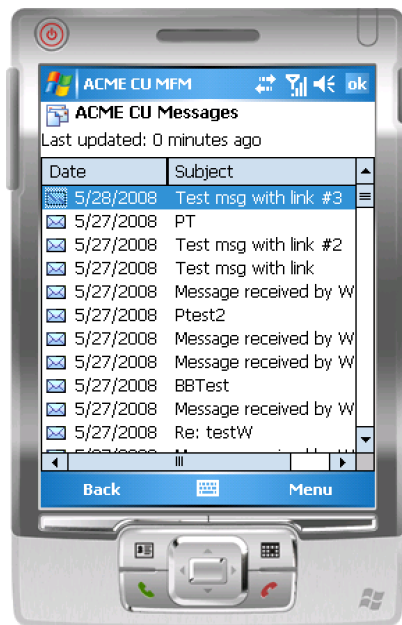 ACME CU MFM ok
ACME CU Messages
Last updated: 0 minutes ago
Date Subject
5/28/2008 Test msg with link #3
5/27/2008 PT
5/27/2008 Test msg with link #2
5/27/2008 Test msg with link
5/27/2008 Message received by W
5/27/2008 Ptest2
5/27/2008 Message received by W
5/27/2008 Message received by W
5/27/2008 BBTest
5/27/2008 Message received by W
5/27/2008 Re: testW
Back Menu